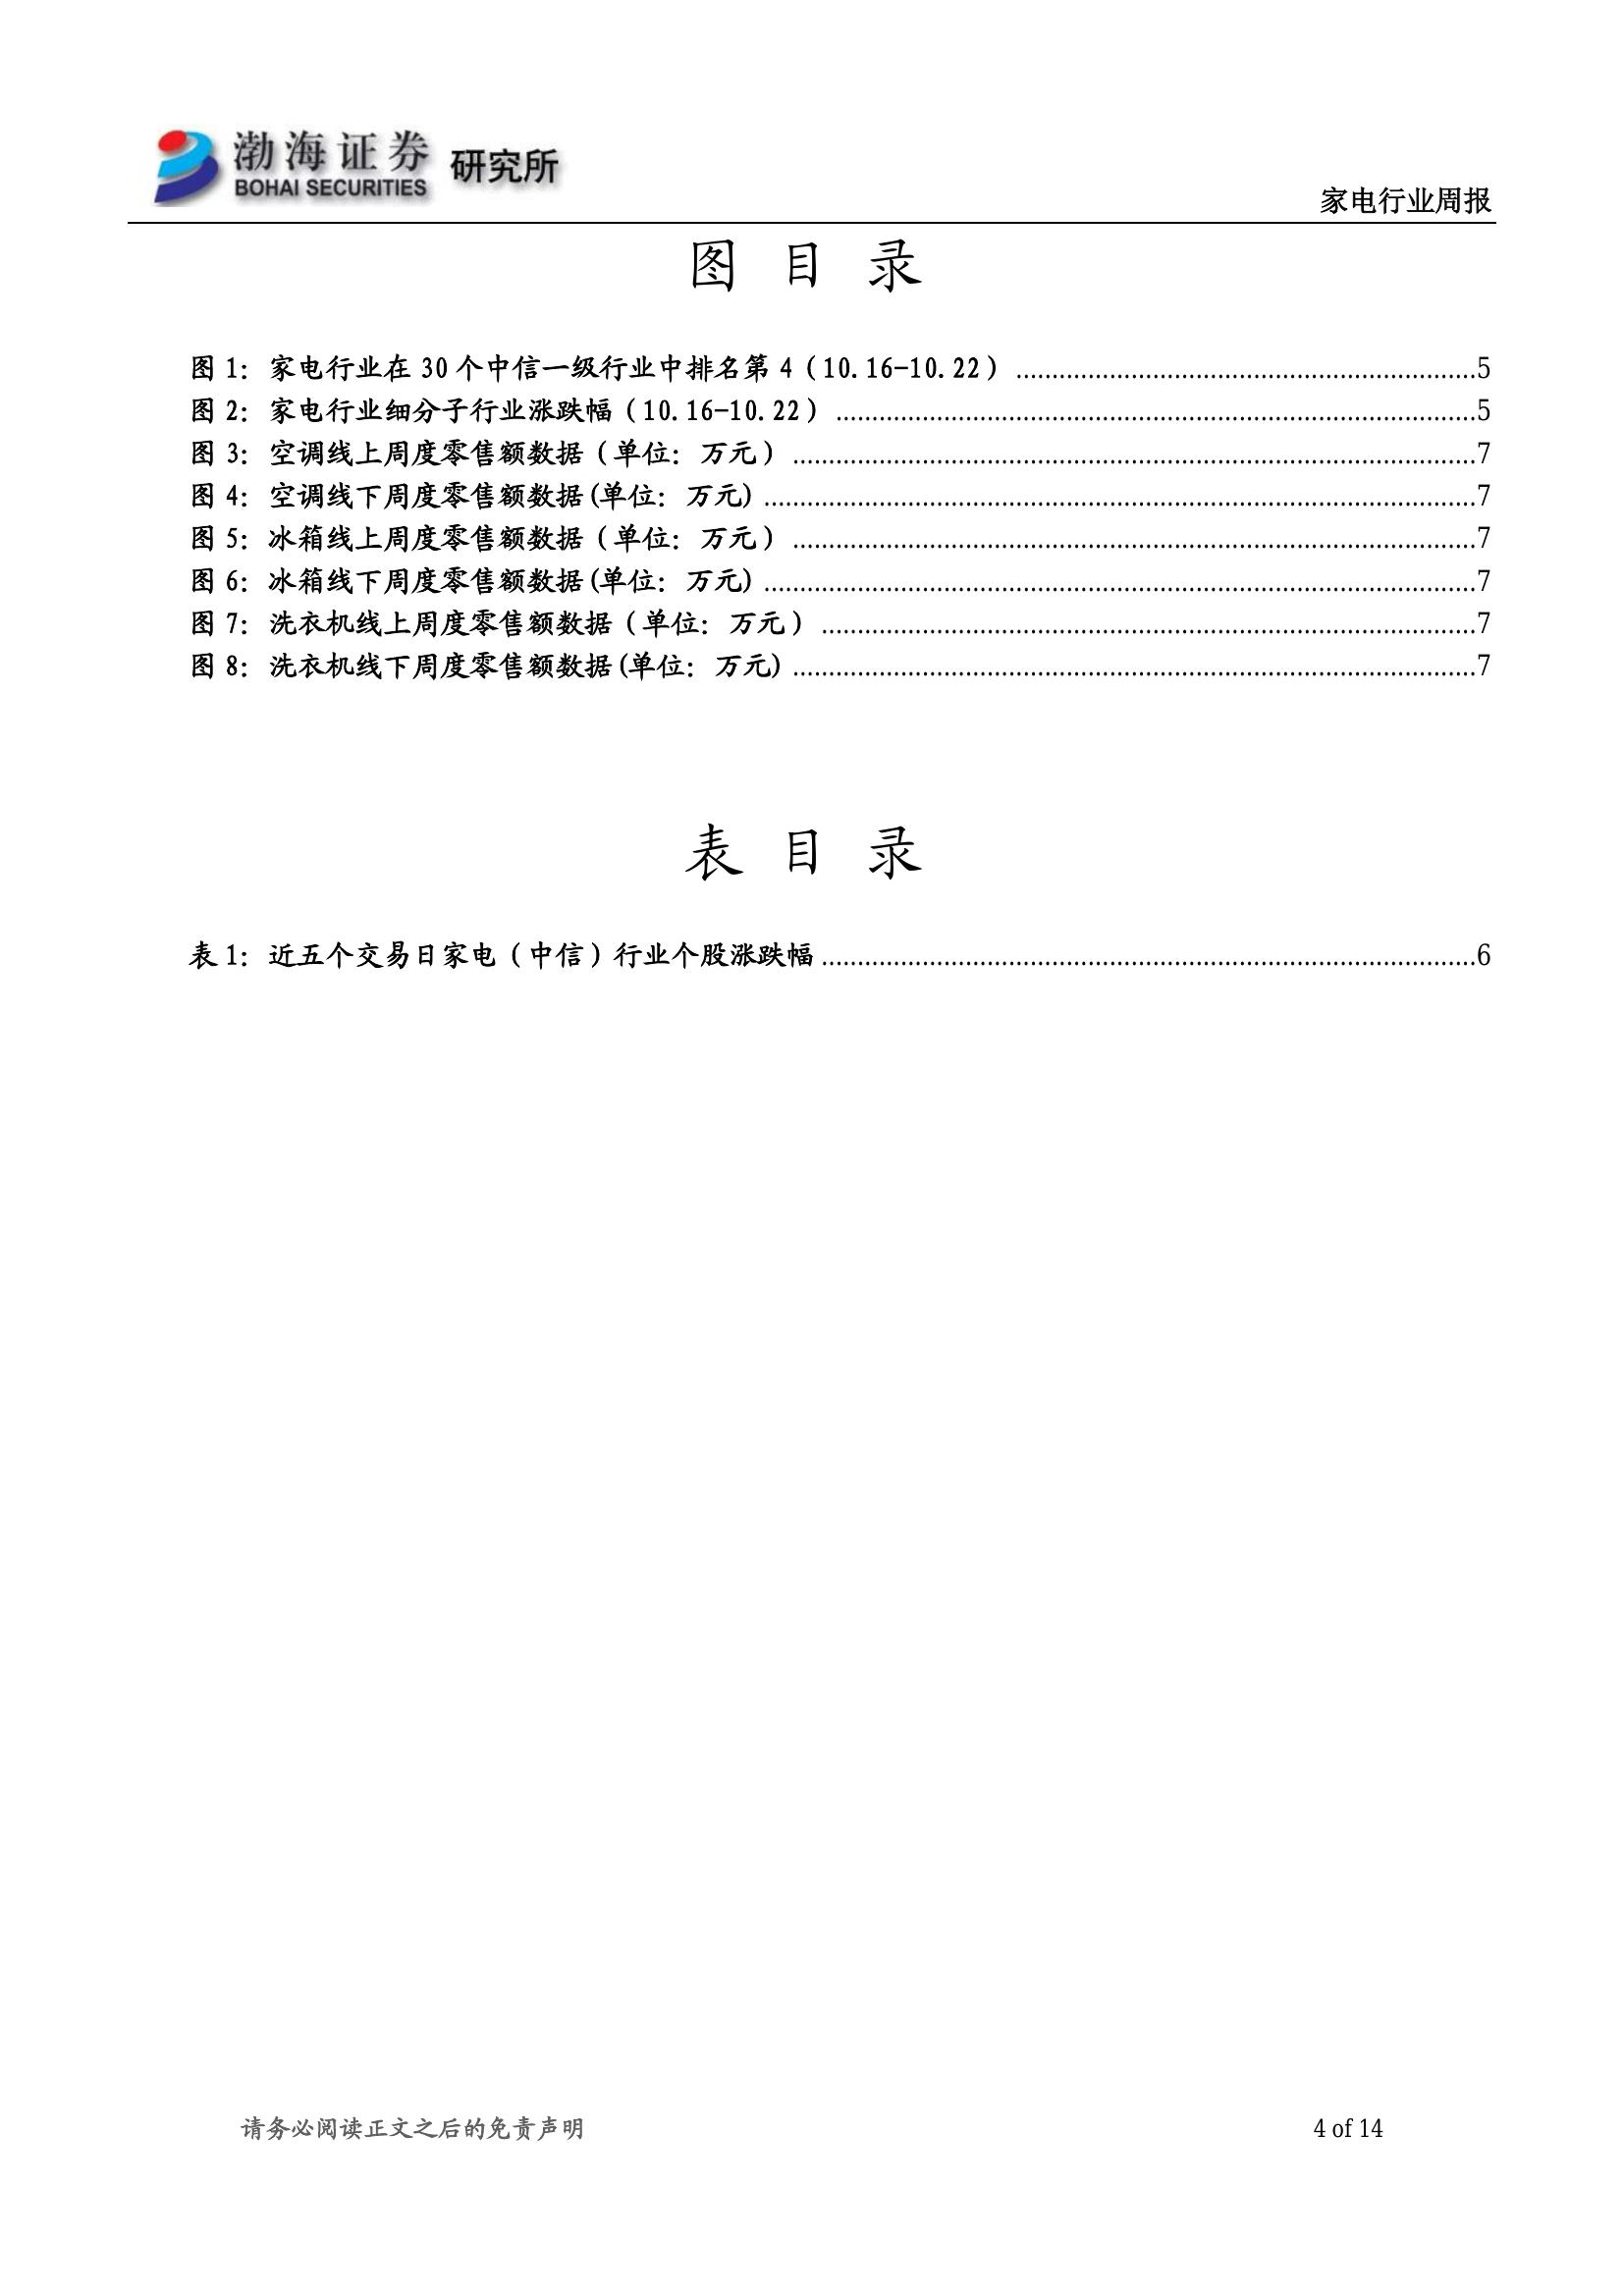 渤海证券 研究所
BOHAI SECURITIES
家电行业周报
图 目 录
图 1：家电行业在 30 个中信一级行业中排名第 4（10.16-10.22）........................................5
图 2：家电行业细分子行业涨跌幅（10.16-10.22）........................................5
图 3：空调线上周度零售额数据（单位：万元）........................................7
图 4：空调线下周度零售额数据(单位：万元)........................................7
图 5：冰箱线上周度零售额数据（单位：万元）........................................7
图 6：冰箱线下周度零售额数据(单位：万元)........................................7
图 7：洗衣机线上周度零售额数据（单位：万元）........................................7
图 8：洗衣机线下周度零售额数据(单位：万元)........................................7
表 目 录
表 1：近五个交易日家电（中信）行业个股涨跌幅........................................6
请务必阅读正文之后的免责声明 4 of 14